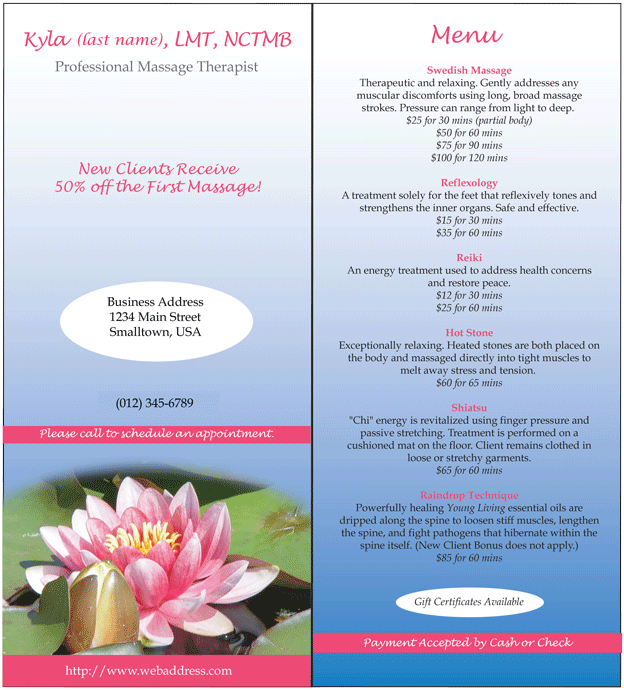 Kyla (last name), LMT, NCTMB
Professional Massage Therapist
New Clients Receive
50% off the First Massage!
Business Address
1234 Main Street
Smalltown, USA
(012) 345-6789
Please call to schedule an appointment.
http://www.webaddress.com
Menu
Swedish Massage
Therapeutic and relaxing. Gently addresses any
muscular discomforts using long, broad massage
strokes. Pressure can range from light to deep.
$25 for 30 mins (partial body)
$50 for 60 mins
$75 for 90 mins
$100 for 120 mins
Reflexology
A treatment solely for the feet that reflexively tones and
strengthens the inner organs. Safe and effective.
$15 for 30 mins
$35 for 60 mins
Reiki
An energy treatment used to address health concerns
and restore peace.
$12 for 30 mins
$25 for 60 mins
Hot Stone
Exceptionally relaxing. Heated stones are both placed on
the body and massaged directly into tight muscles to
melt away stress and tension.
$60 for 65 mins
Shiatsu
"Chi" energy is revitalized using finger pressure and
passive stretching. Treatment is performed on a
cushioned mat on the floor. Client remains clothed in
loose or stretchy garments.
$65 for 60 mins
Raindrop Technique
Powerfully healing Young Living essential oils are
dripped along the spine to loosen stiff muscles, lengthen
the spine, and fight pathogens that hibernate within the
spine itself. (New Client Bonus does not apply.)
$85 for 60 mins
Gift Certificates Available
Payment Accepted by Cash or Check